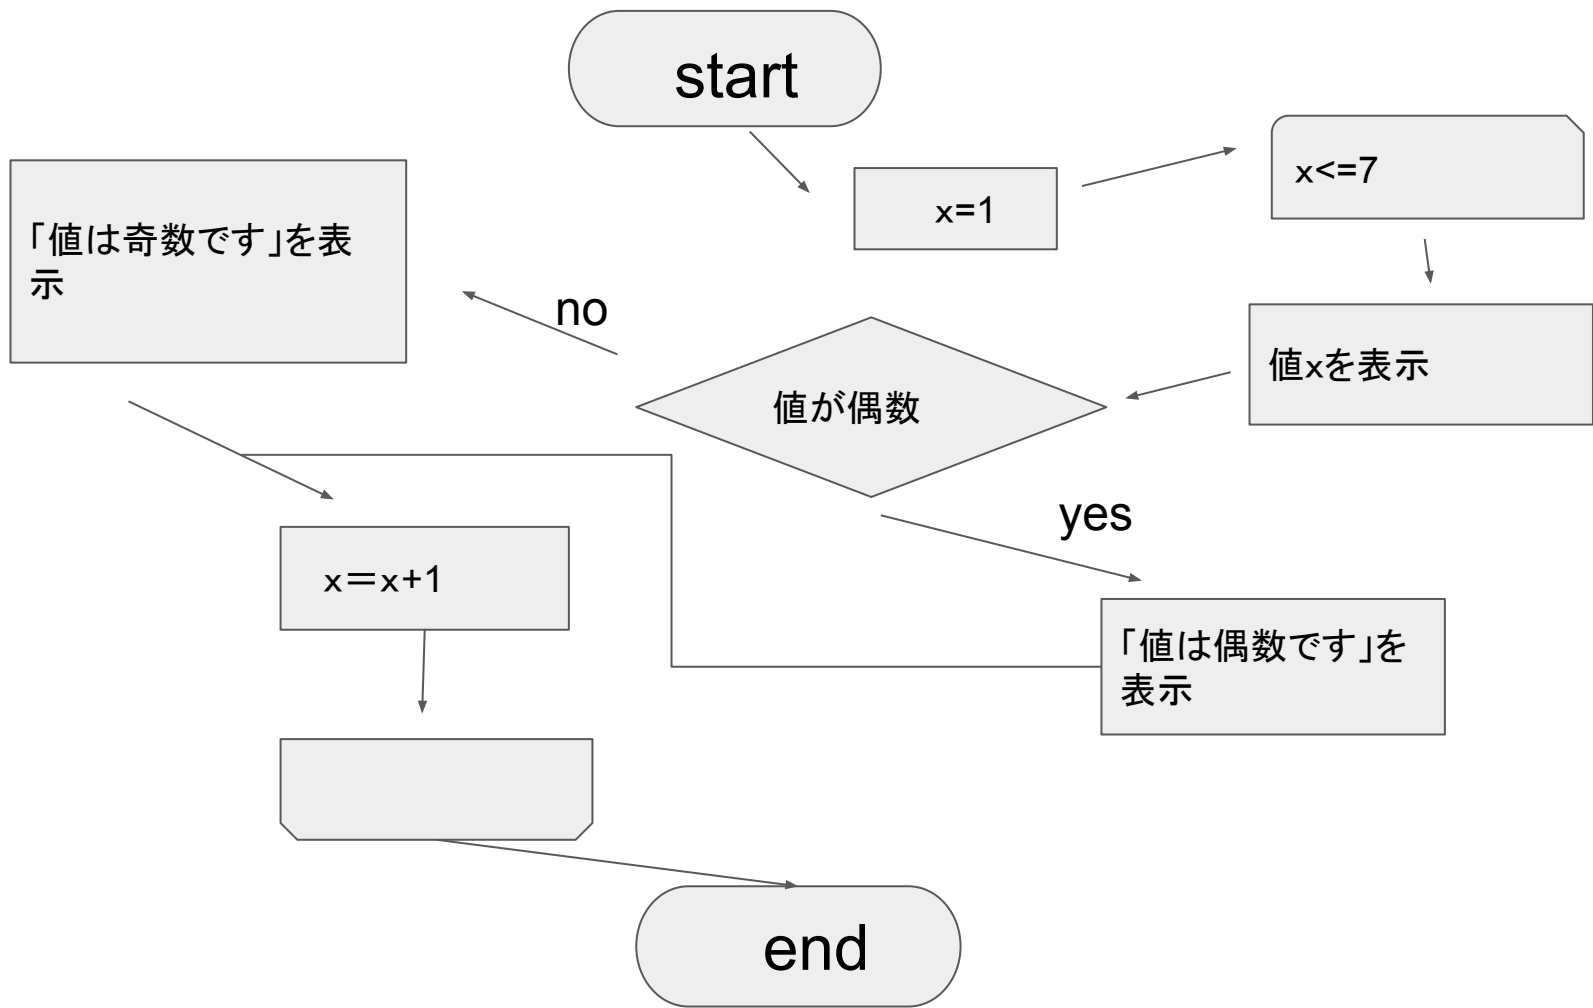 start
x=1
x<=7
値xを表示
値が偶数
no
「値は奇数です」を表
示
yes
「値は偶数です」を
表示
x＝x+1
end